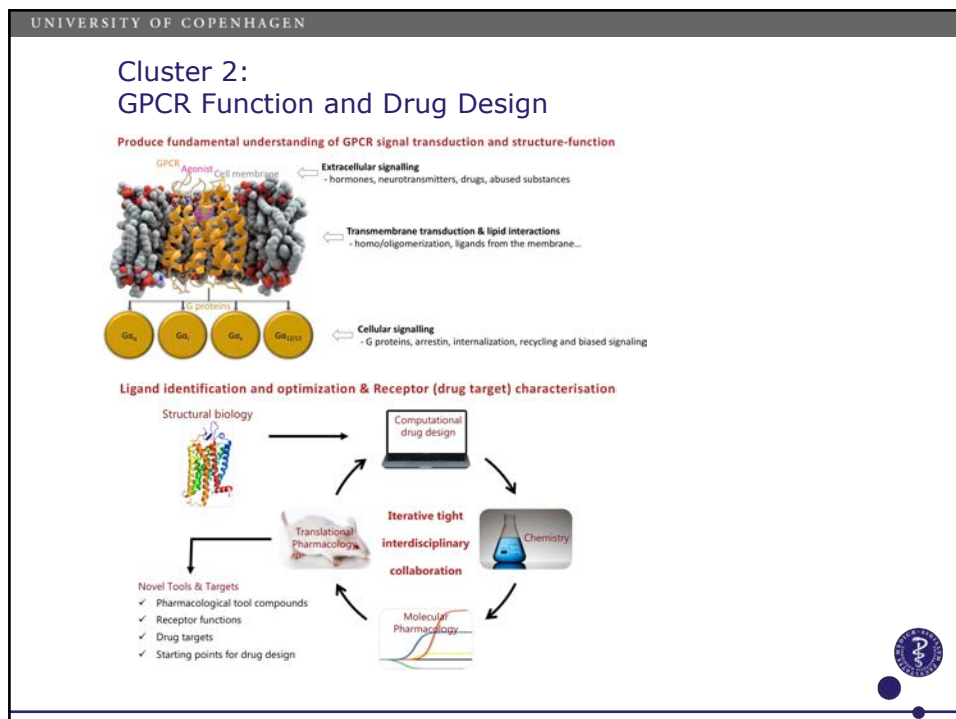 UNIVERSITY OF COPENHAGEN
Cluster 2:
GPCR Function and Drug Design
Produce fundamental understanding of GPCR signal transduction and structure-function
GPCR
Agonist
Cell membrane
Extracellular signalling
- hormones, neurotransmitters, drugs, abused substances
Transmembrane transduction & lipid interactions
- homo/oligomerization, ligands from the membrane...
G proteins
Gαq
Gαi
Gαs
Gα12/13
Cellular signalling
- G proteins, arrestin, internalization, recycling and biased signaling
Ligand identification and optimization & Receptor (drug target) characterisation
Structural biology
Computational
drug design
Translational
Pharmacology
Iterative tight
interdisciplinary
collaboration
Chemistry
Molecular
Pharmacology
Novel Tools & Targets
✓ Pharmacological tool compounds
✓ Receptor functions
✓ Drug targets
✓ Starting points for drug design